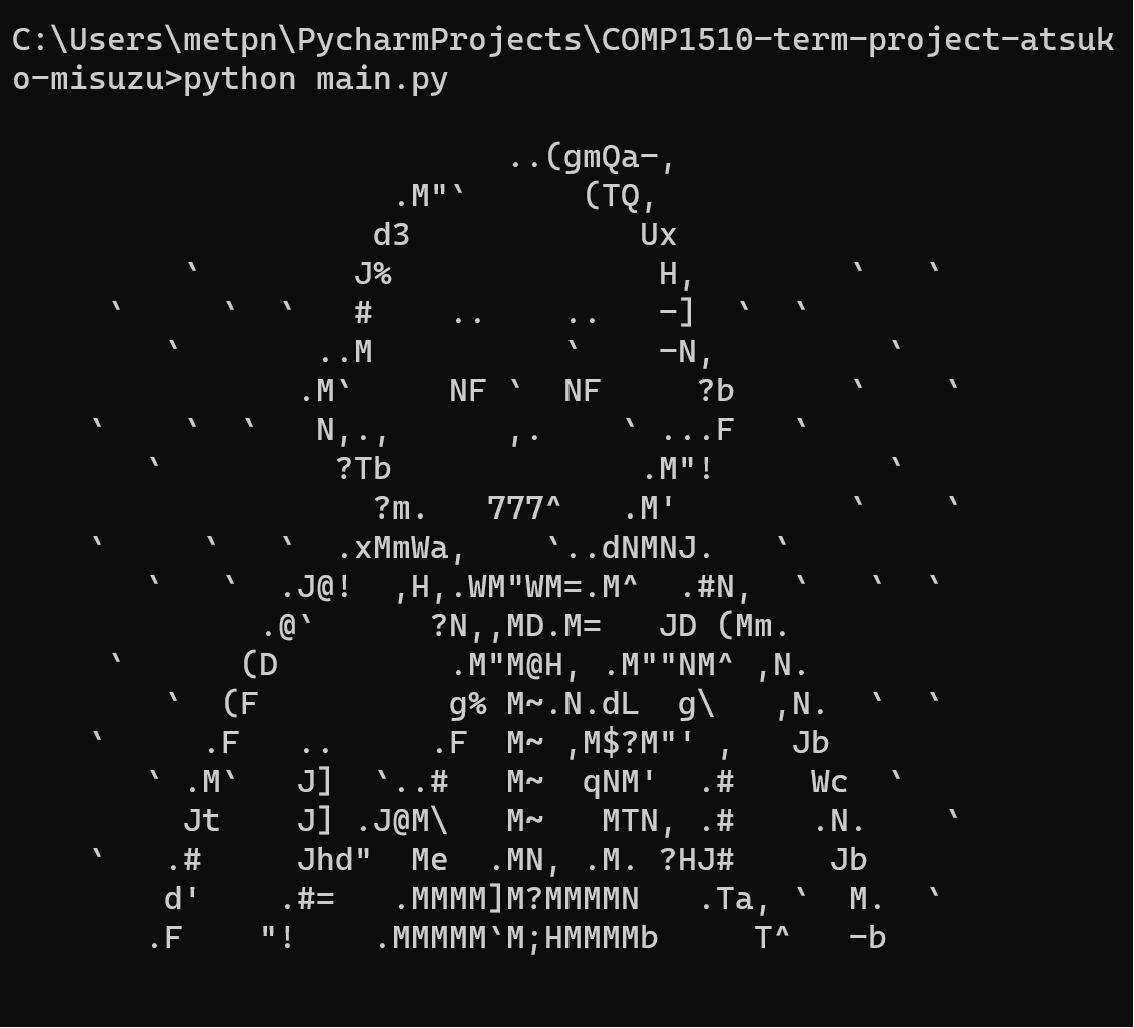 C:\Users\metpn\PycharmProjects\COMP1510-term-project-atsuk
o-misuzu>python main.py

                          ..(gmQa-,
                    .M"`      (TQ,
                   d3            Ux
         `        J%              H,        `   `
     `     `  `   #    ..    ..   -]  `  `
        `       ..M          `    -N,         `
               .M`     NF `  NF     ?b      `    `
    `    `  `   N,.,      ,.    ` ...F   `
       `         ?Tb             .M"!         `
                   ?m.   777^   .M'         `    `
    `     `   `  .xMmWa,    `..dNMNJ.   `
       `   `  .J@!  ,H,.WM"WM=.M^  .#N,  `   `  `
             .@`      ?N,,MD.M=   JD (Mm.
     `      (D         .M"M@H, .M""NM^ ,N.
        `  (F          g% M~.N.dL  g\   ,N.  `  `
    `     .F   ..     .F  M~ ,M$?M"' ,   Jb
       ` .M`   J]  `..#   M~  qNM'  .#    Wc  `
         Jt    J] .J@M\   M~   MTN, .#    .N.    `
    `   .#     Jhd"  Me  .MN, .M. ?HJ#     Jb
        d'    .#=   .MMMM]M?MMMMN   .Ta, `  M.  `
       .F    "!    .MMMMM`M;HMMMMb     T^   -b